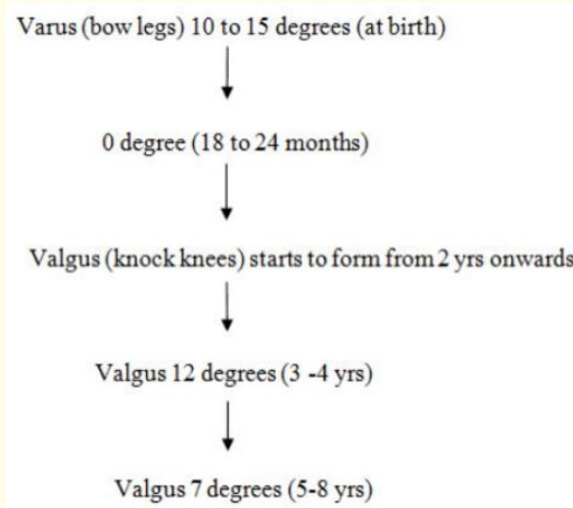 Varus (bow legs) 10 to 15 degrees (at birth)
0 degree (18 to 24 months)
Valgus (knock knees) starts to form from 2 yrs onwards
Valgus 12 degrees (3 -4 yrs)
Valgus 7 degrees (5-8 yrs)